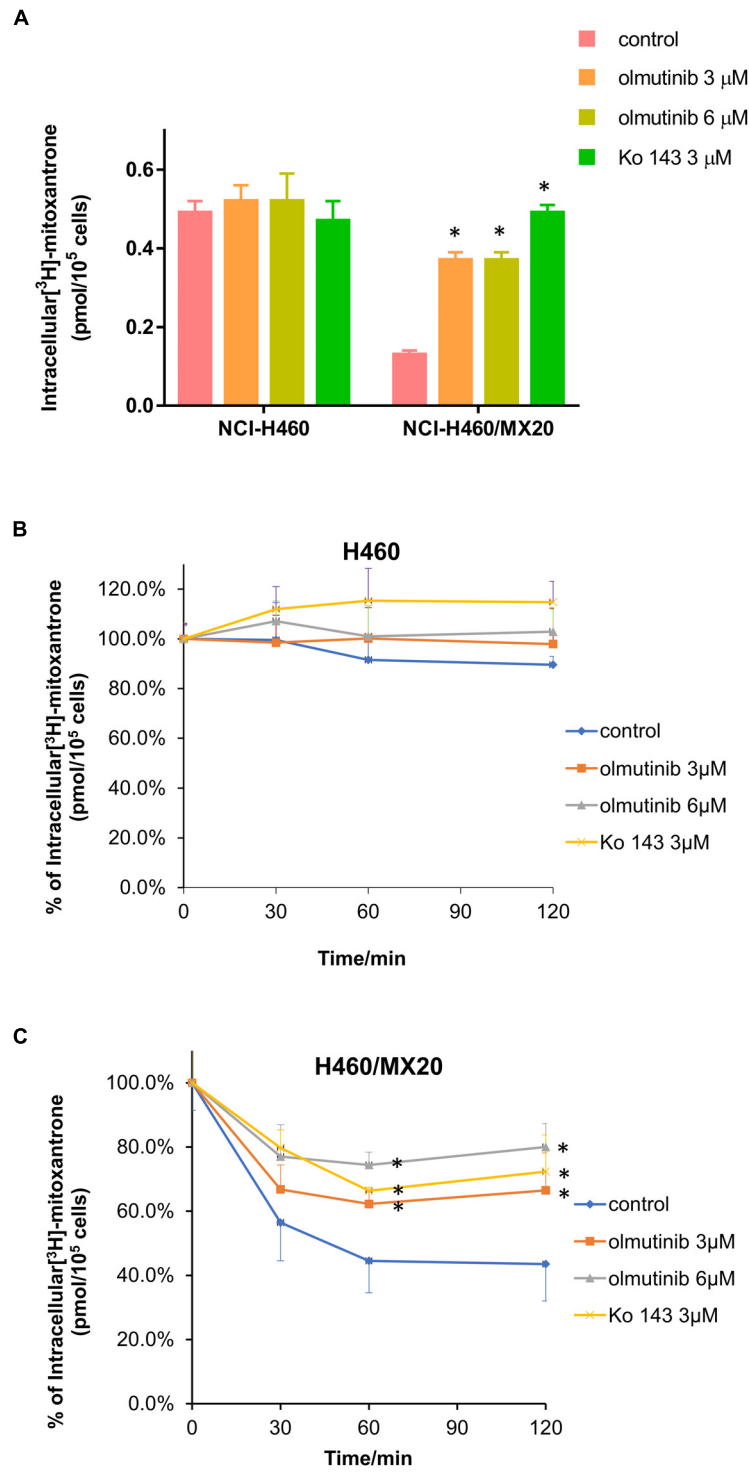 A
control
olmutinib 3 μM
olmutinib 6 μM
Ko 143 3 μM
Intracellular[³H]-mitoxantrone
(pmol/10⁵ cells)
0.6
0.4
0.2
0.0
* * *
NCI-H460 NCI-H460/MX20
B
H460
% of Intracellular[³H]-mitoxantrone
(pmol/10⁵ cells)
120.0%
100.0%
80.0%
60.0%
40.0%
20.0%
0.0%
0 30 60 90 120
Time/min
control
olmutinib 3μM
olmutinib 6μM
Ko 143 3μM
C
H460/MX20
% of Intracellular[³H]-mitoxantrone
(pmol/10⁵ cells)
100.0%
80.0%
60.0%
40.0%
20.0%
0.0%
* *
* *
* *
0 30 60 90 120
Time/min
control
olmutinib 3μM
olmutinib 6μM
Ko 143 3μM